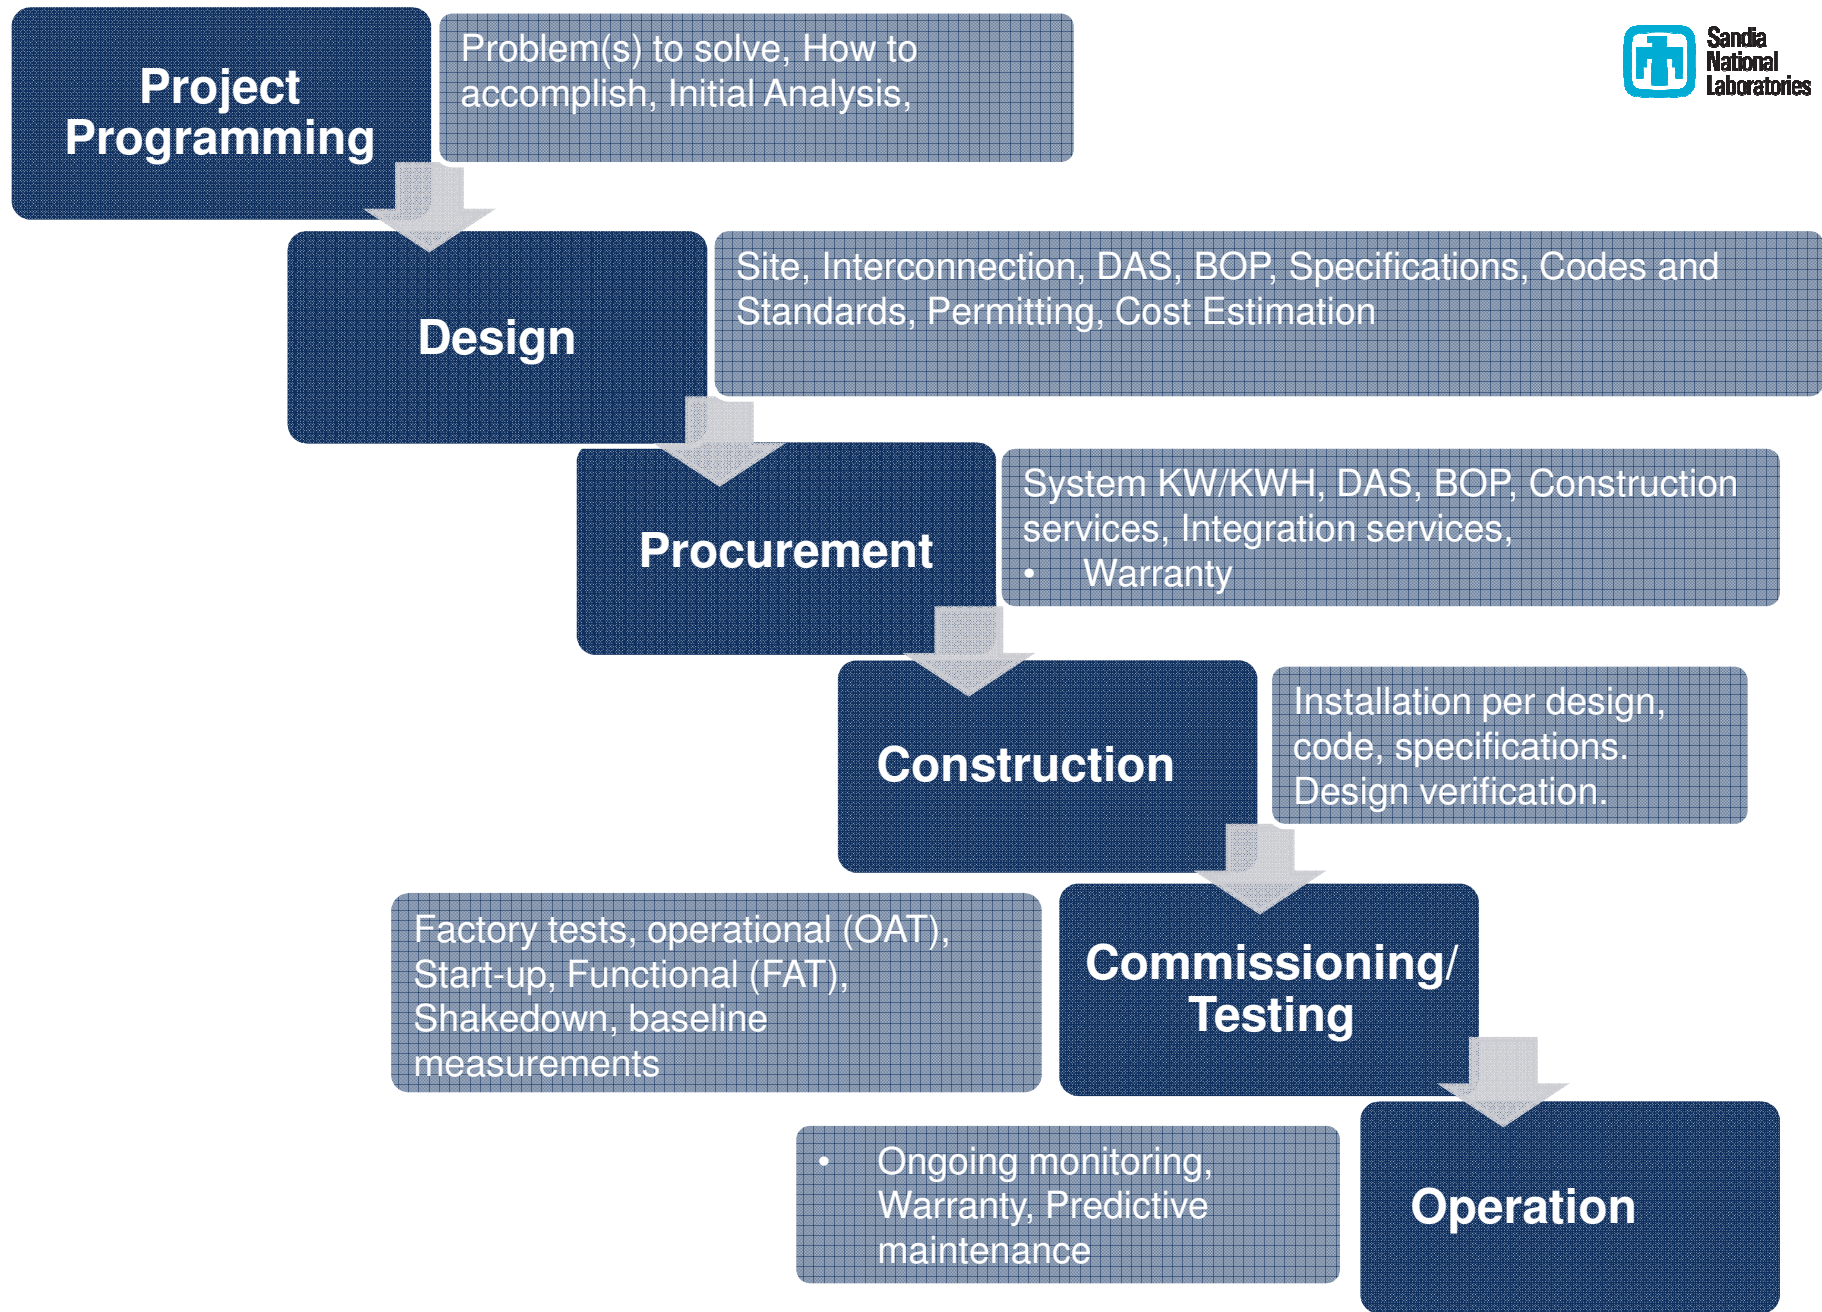 Project
Programming
Problem(s) to solve, How to
accomplish, Initial Analysis,
Sandia
National
Laboratories
Design
Site, Interconnection, DAS, BOP, Specifications, Codes and
Standards, Permitting, Cost Estimation
Procurement
System KW/KWH, DAS, BOP, Construction
services, Integration services,
• Warranty
Construction
Installation per design,
code, specifications.
Design verification.
Factory tests, operational (OAT),
Start-up, Functional (FAT),
Shakedown, baseline
measurements
Commissioning/
Testing
• Ongoing monitoring,
Warranty, Predictive
maintenance
Operation